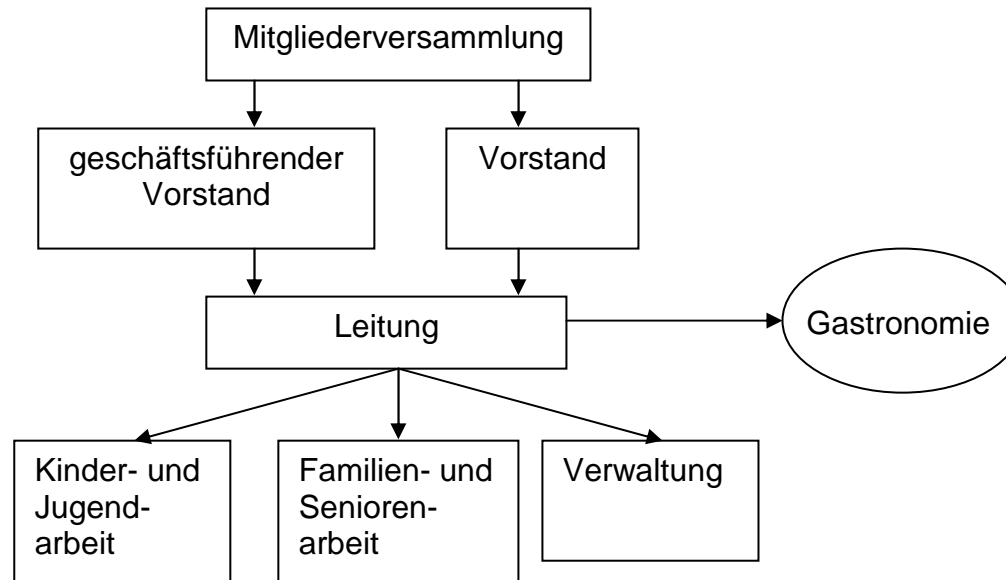 Mitgliederversammlung
geschäftsführender
Vorstand
Vorstand
Leitung
Gastronomie
Kinder- und
Jugend-
arbeit
Familien- und
Senioren-
arbeit
Verwaltung